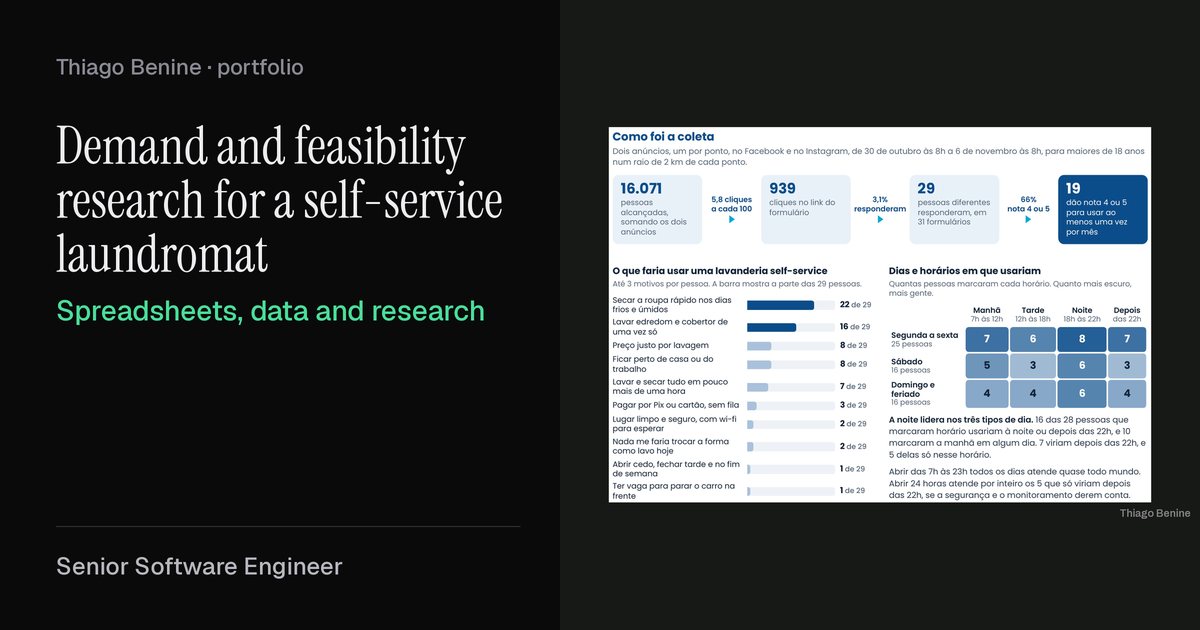 Thiago Benine · portfolio
Demand and feasibility
research for a self-service
laundromat
Spreadsheets, data and research
Senior Software Engineer
Como foi a coleta
Dois anúncios, um por ponto, no Facebook e no Instagram, de 30 de outubro às 8h a 6 de novembro às 8h, para maiores de 18 anos
num raio de 2 km de cada ponto.
16.071
pessoas
alcançadas,
somando os dois
anúncios
5,8 cliques
a cada 100
939
cliques no link do
formulário
3,1%
responderam
29
pessoas diferentes
responderam, em
31 formulários
66%
nota 4 ou 5
19
dão nota 4 ou 5
para usar ao
menos uma vez
por mês
O que faria usar uma lavanderia self-service
Até 3 motivos por pessoa. A barra mostra a parte das 29 pessoas.
Secar a roupa rápido nos dias
frios e úmidos
22 de 29
Lavar edredom e cobertor de
uma vez só
16 de 29
Preço justo por lavagem
8 de 29
Ficar perto de casa ou do
trabalho
8 de 29
Lavar e secar tudo em pouco
mais de uma hora
7 de 29
Pagar por Pix ou cartão, sem fila
3 de 29
Lugar limpo e seguro, com wi-fi
para esperar
2 de 29
Nada me faria trocar a forma
como lavo hoje
2 de 29
Abrir cedo, fechar tarde e no fim
de semana
1 de 29
Ter vaga para parar o carro na
frente
1 de 29
Dias e horários em que usariam
Quantas pessoas marcaram cada horário. Quanto mais escuro,
mais gente.
Manhã Tarde Noite Depois
7h às 12h 12h às 18h 18h às 22h das 22h
Segunda a sexta
25 pessoas
7 6 8 7
Sábado
16 pessoas
5 3 6 3
Domingo e
feriado
16 pessoas
4 4 6 4
A noite lidera nos três tipos de dia. 16 das 28 pessoas que
marcaram horário usariam à noite ou depois das 22h, e 10
marcaram a manhã em algum dia. 7 viriam depois das 22h, e
5 delas só nesse horário.
Abrir das 7h às 23h todos os dias atende quase todo mundo.
Abrir 24 horas atende por inteiro os 5 que só viriam depois
das 22h, se a segurança e o monitoramento derem conta.
Thiago Benine